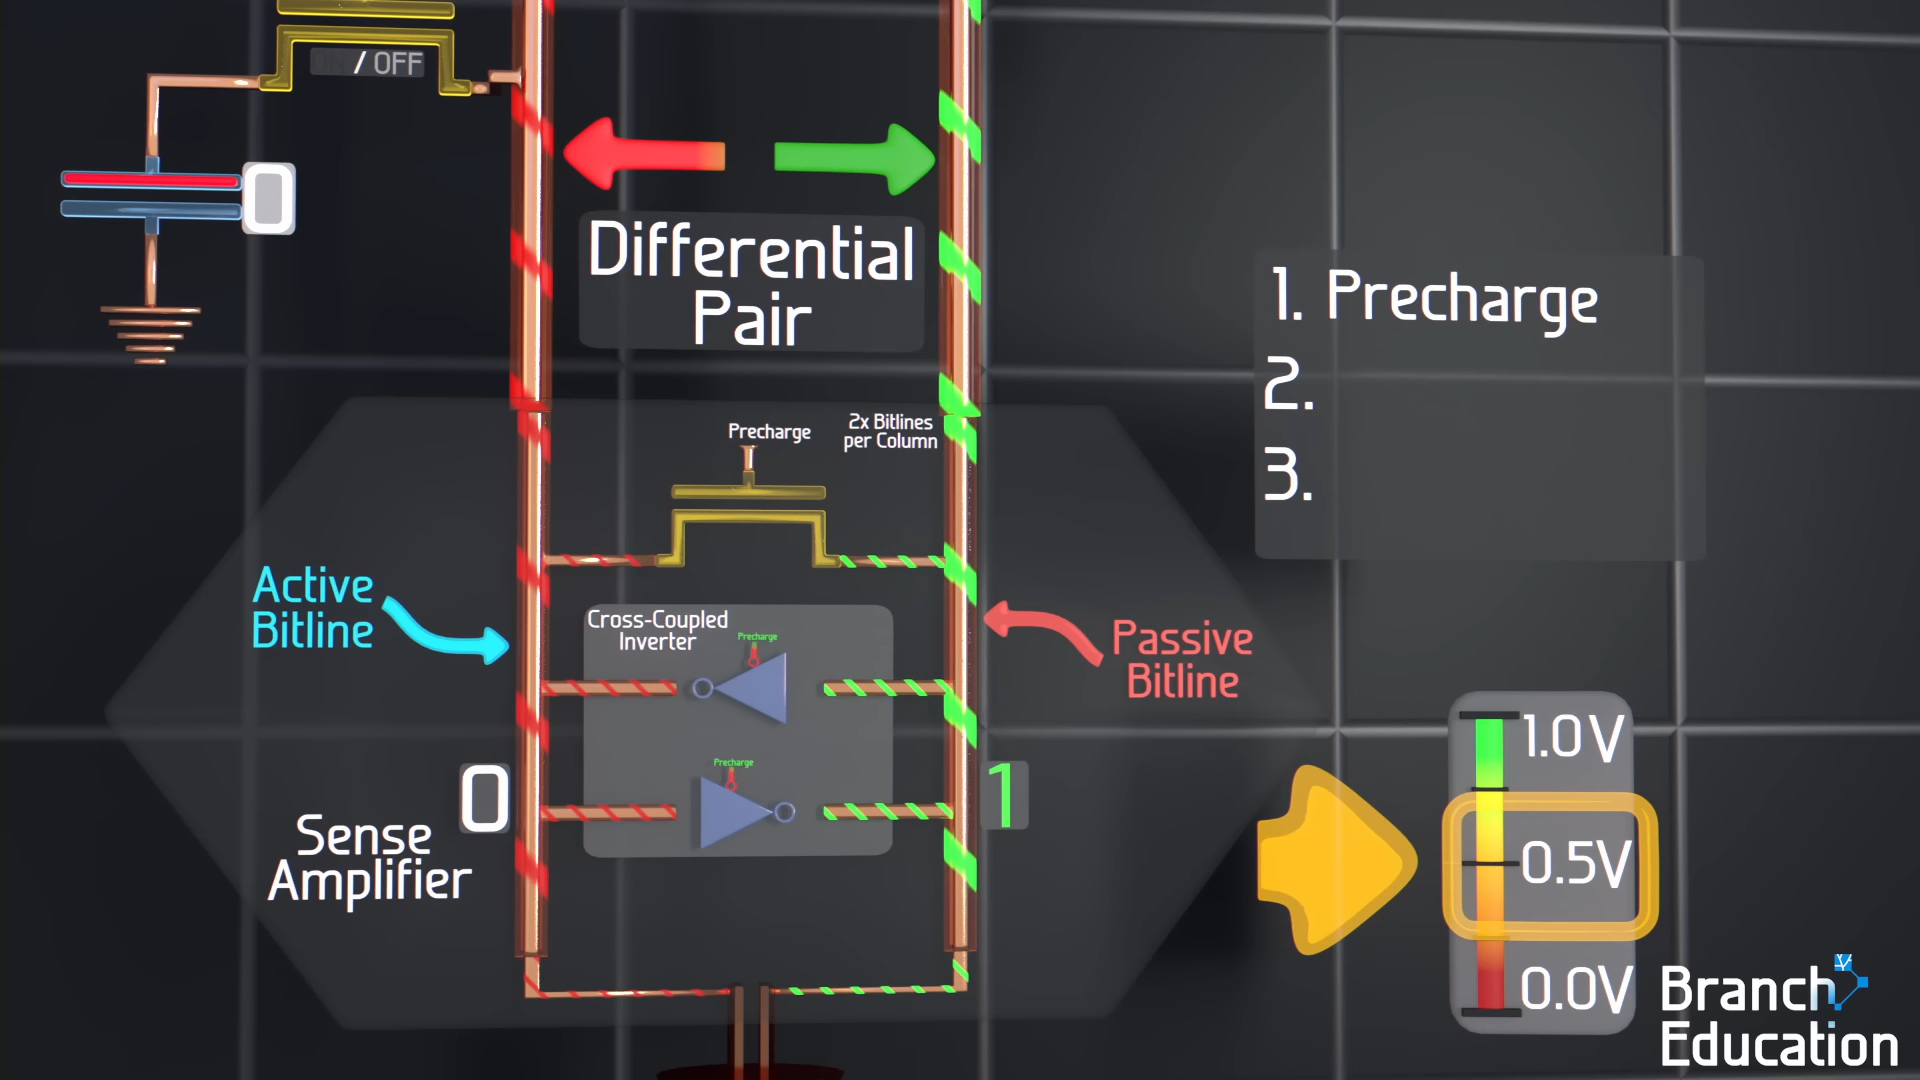 / OFF
0
Differential
Pair
1. Precharge
2.
3.
Precharge
2x Bitlines
per Column
Active
Bitline
Cross-Coupled
Inverter
Precharge
Passive
Bitline
Precharge
0
1
Sense
Amplifier
1.0V
0.5V
0.0V
Branch
Education